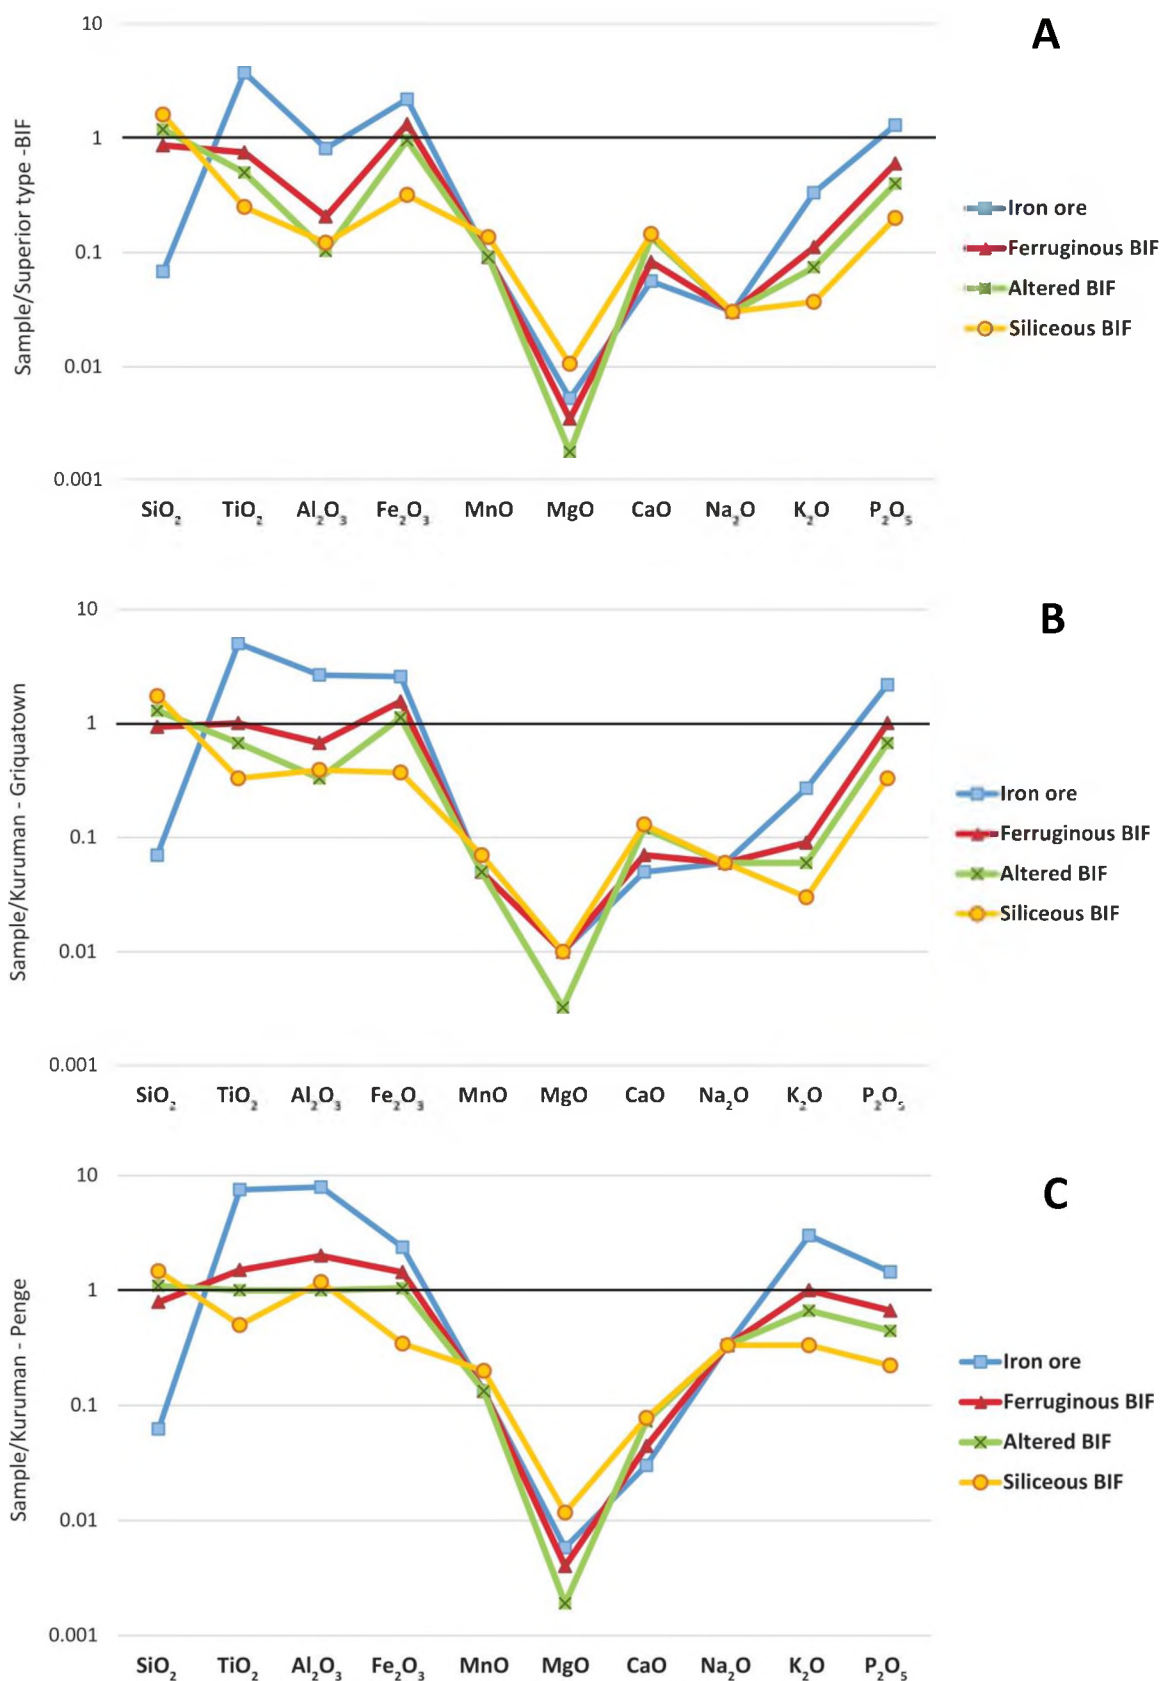 A
10
1
0.1
0.01
0.001
Sample/Superior type -BIF
SiO₂ TiO₂ Al₂O₃ Fe₂O₃ MnO MgO CaO Na₂O K₂O P₂O₅
Iron ore
Ferruginous BIF
Altered BIF
Siliceous BIF
B
10
1
0.1
0.01
0.001
Sample/Kuruman - Griquatown
SiO₂ TiO₂ Al₂O₃ Fe₂O₃ MnO MgO CaO Na₂O K₂O P₂O₅
Iron ore
Ferruginous BIF
Altered BIF
Siliceous BIF
C
10
1
0.1
0.01
0.001
Sample/Kuruman - Penge
SiO₂ TiO₂ Al₂O₃ Fe₂O₃ MnO MgO CaO Na₂O K₂O P₂O₅
Iron ore
Ferruginous BIF
Altered BIF
Siliceous BIF